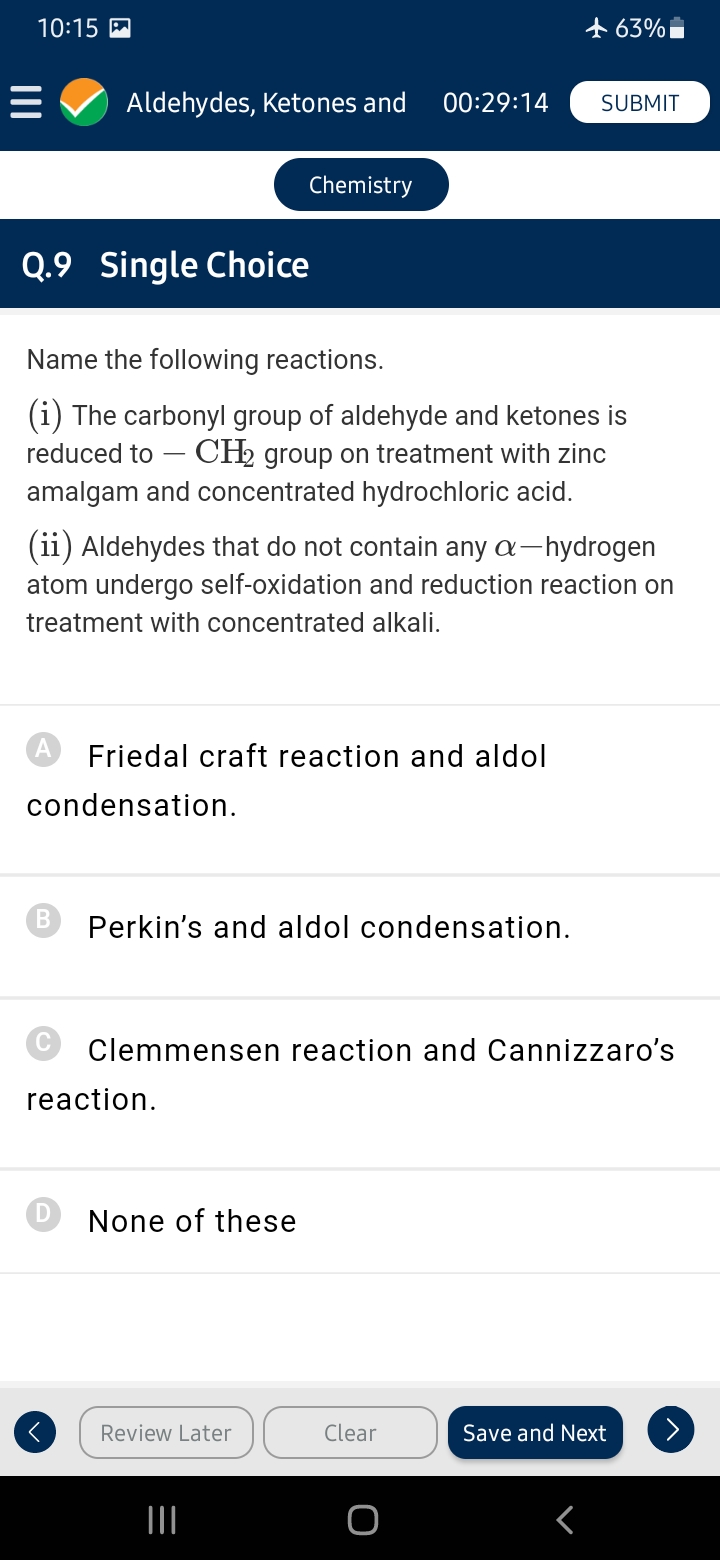 10:15 63%
Aldehydes, Ketones and 00:29:14 SUBMIT
Chemistry
Q.9 Single Choice
Name the following reactions.
(i) The carbonyl group of aldehyde and ketones is
reduced to − CH₂ group on treatment with zinc
amalgam and concentrated hydrochloric acid.
(ii) Aldehydes that do not contain any α−hydrogen
atom undergo self-oxidation and reduction reaction on
treatment with concentrated alkali.
A Friedal craft reaction and aldol
condensation.
B Perkin’s and aldol condensation.
C Clemmensen reaction and Cannizzaro’s
reaction.
D None of these
Review Later Clear Save and Next